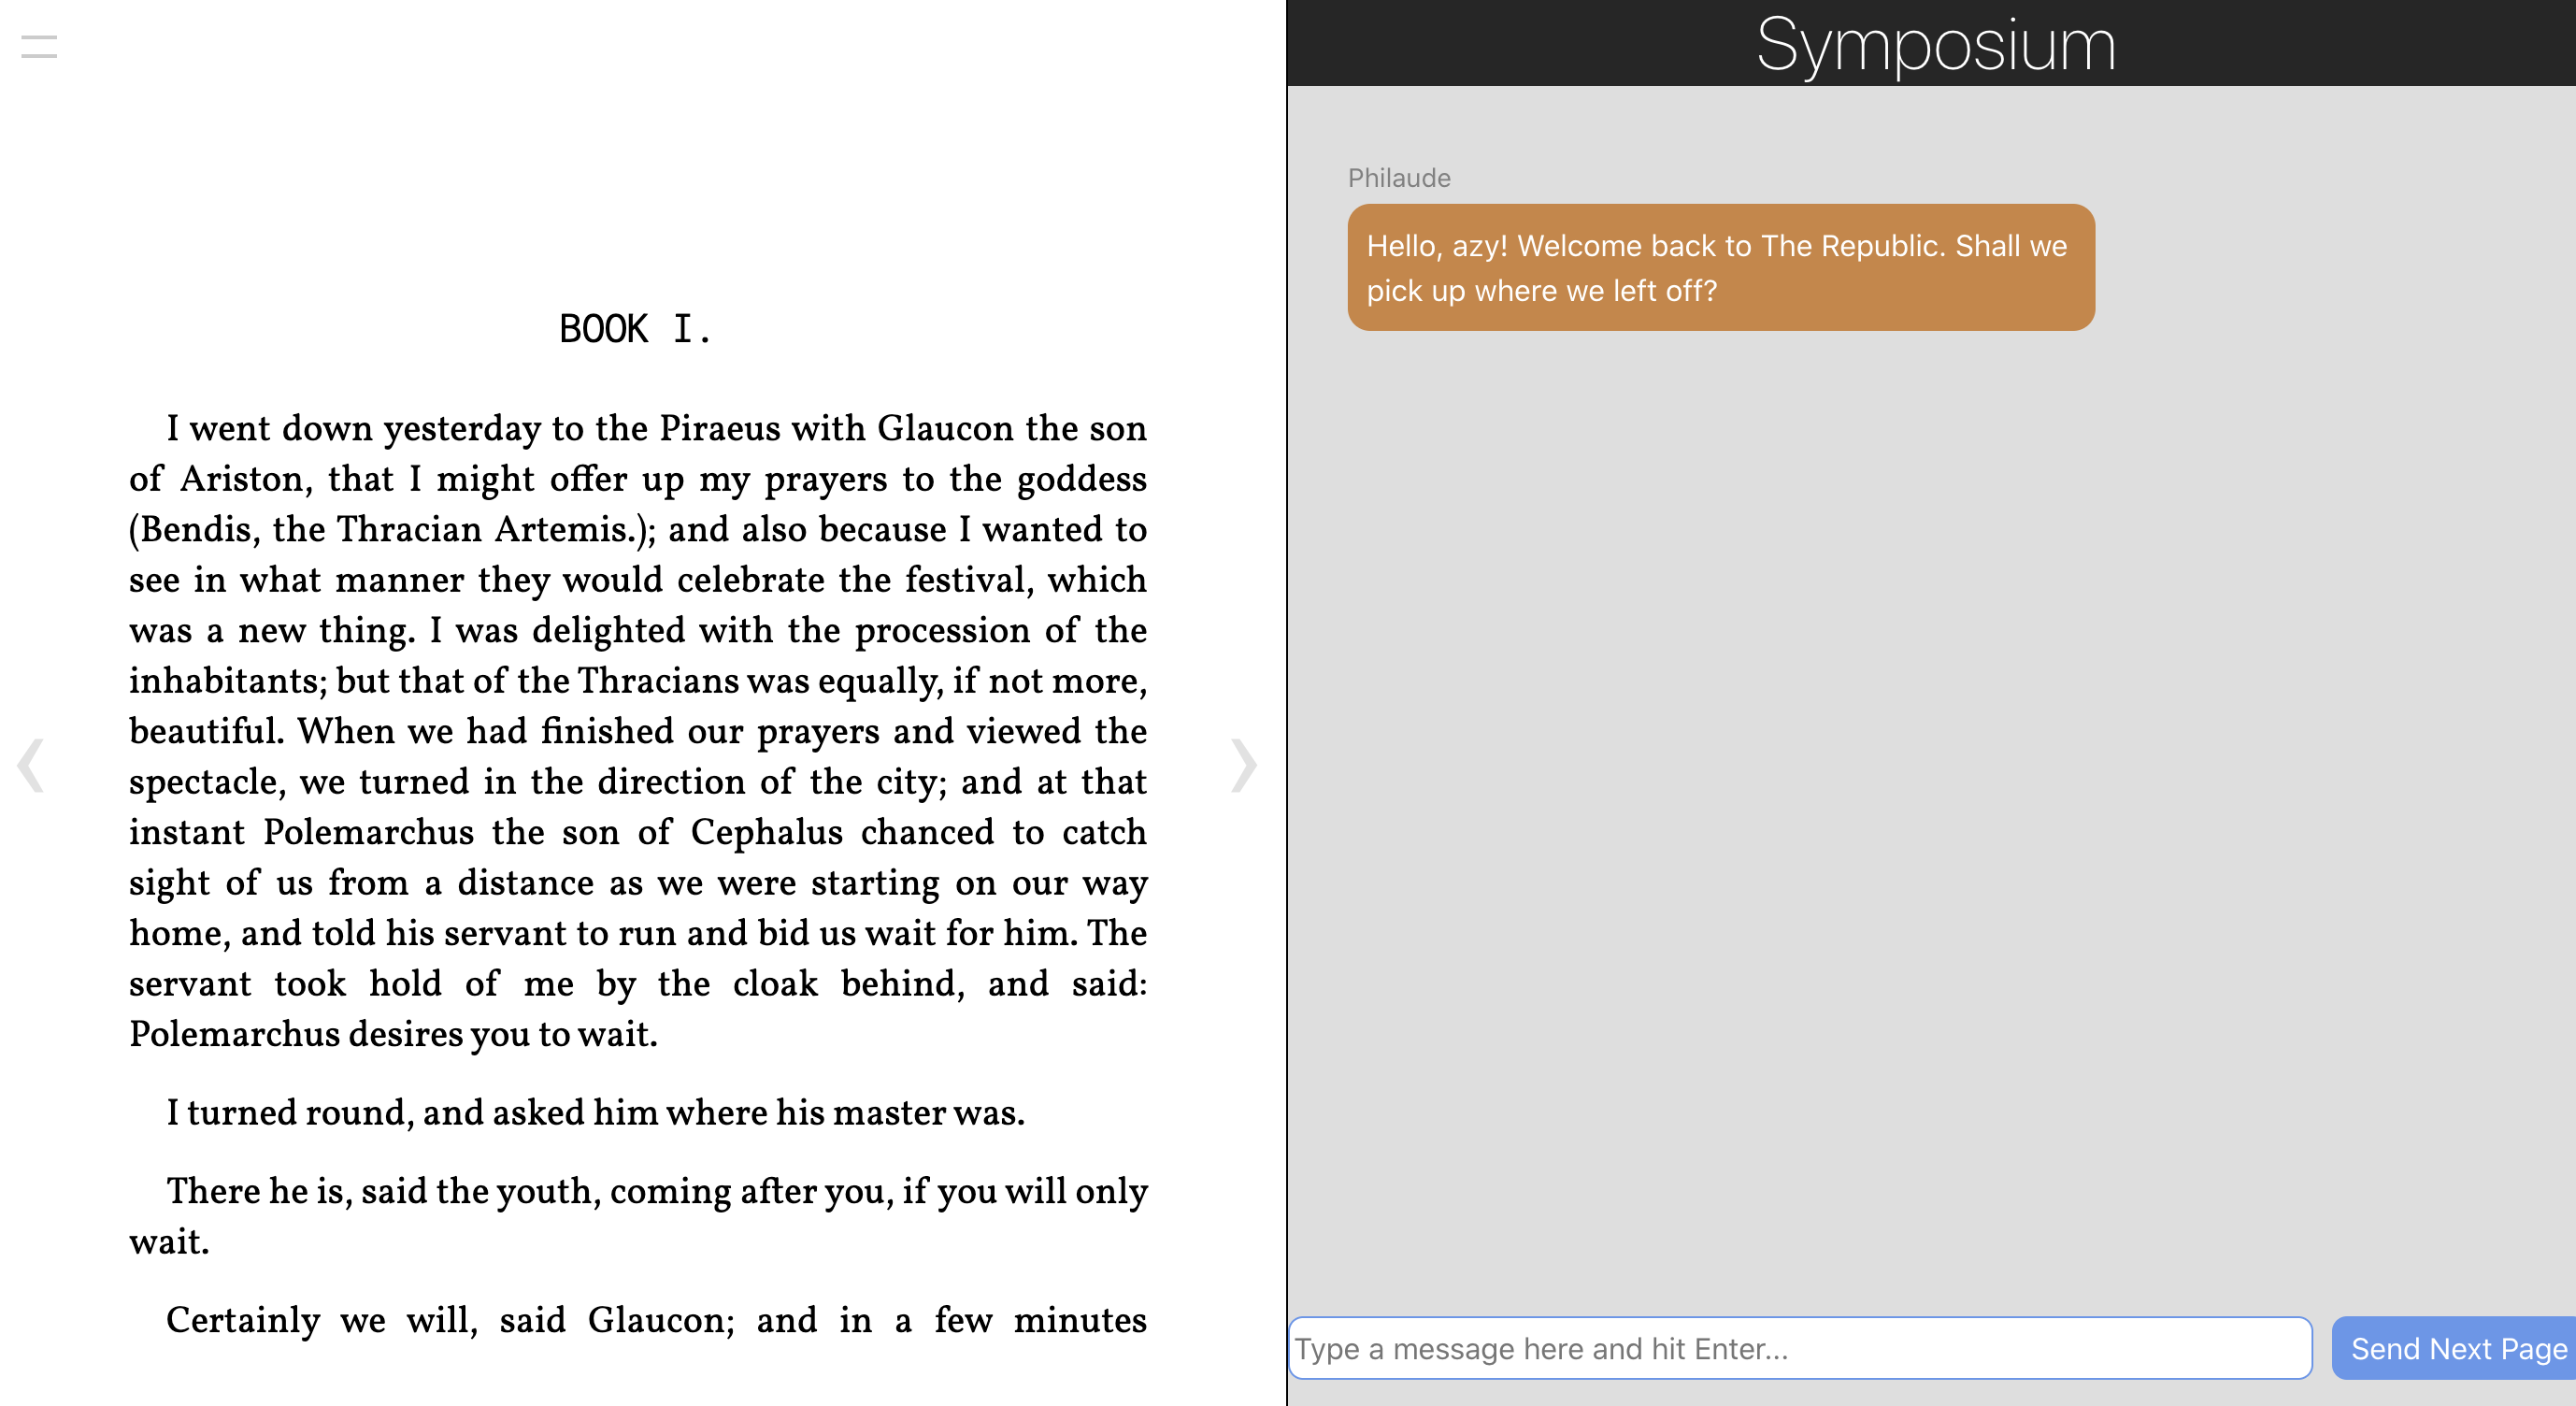 BOOK I.
I went down yesterday to the Piraeus with Glaucon the son
of Ariston, that I might offer up my prayers to the goddess
(Bendis, the Thracian Artemis.); and also because I wanted to
see in what manner they would celebrate the festival, which
was a new thing. I was delighted with the procession of the
inhabitants; but that of the Thracians was equally, if not more,
beautiful. When we had finished our prayers and viewed the
spectacle, we turned in the direction of the city; and at that
instant Polemarchus the son of Cephalus chanced to catch
sight of us from a distance as we were starting on our way
home, and told his servant to run and bid us wait for him. The
servant took hold of me by the cloak behind, and said:
Polemarchus desires you to wait.
I turned round, and asked him where his master was.
There he is, said the youth, coming after you, if you will only
wait.
Certainly we will, said Glaucon; and in a few minutes
Symposium
Philaude
Hello, azy! Welcome back to The Republic. Shall we
pick up where we left off?
Type a message here and hit Enter...
Send Next Page